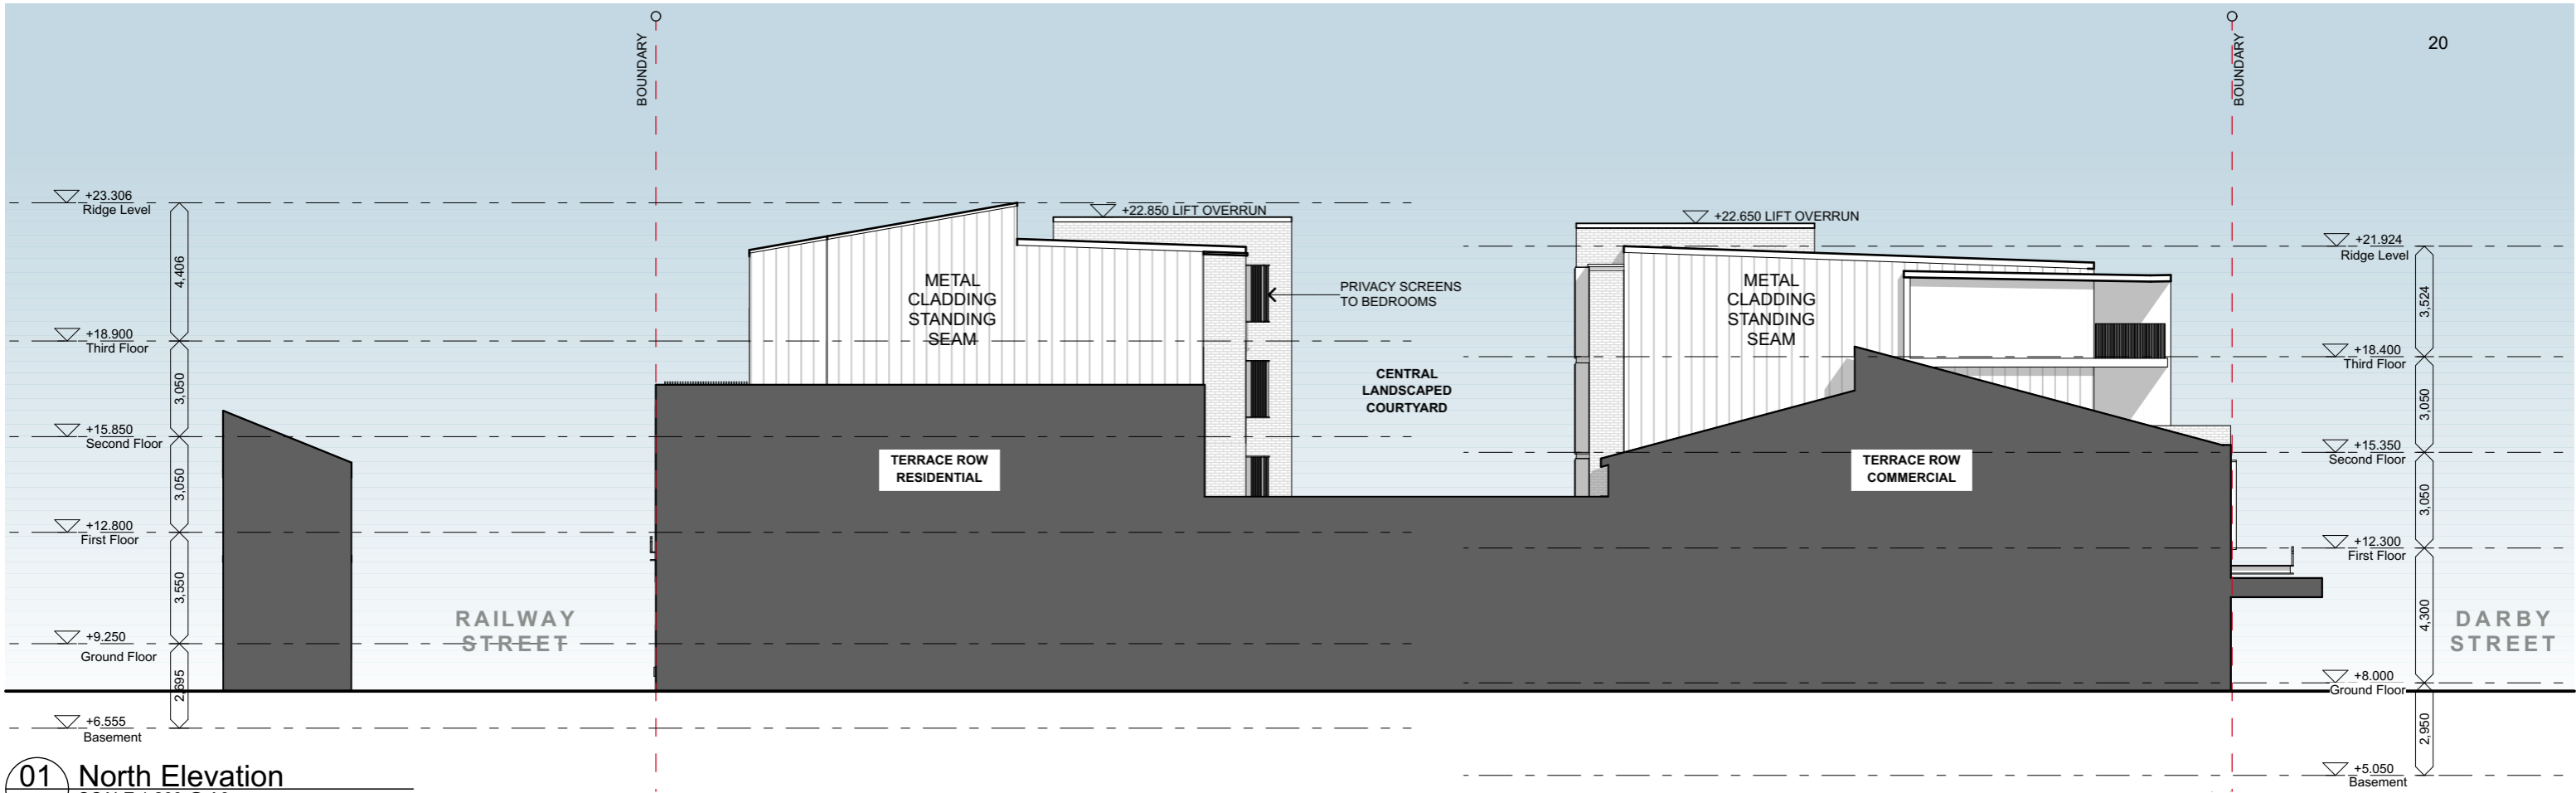 BOUNDARY
BOUNDARY
20
+23.306
Ridge Level
4,406
+18.900
Third Floor
3,050
+15.850
Second Floor
3,050
+12.800
First Floor
3,550
+9.250
Ground Floor
2,695
+6.555
Basement
RAILWAY
STREET
METAL
CLADDING
STANDING
SEAM
+22.850 LIFT OVERRUN
PRIVACY SCREENS
TO BEDROOMS
CENTRAL
LANDSCAPED
COURTYARD
TERRACE ROW
RESIDENTIAL
+22.650 LIFT OVERRUN
METAL
CLADDING
STANDING
SEAM
TERRACE ROW
COMMERCIAL
+21.924
Ridge Level
3,524
+18.400
Third Floor
3,050
+15.350
Second Floor
3,050
+12.300
First Floor
4,300
+8.000
Ground Floor
2,950
+5.050
Basement
DARBY
STREET
01 North Elevation